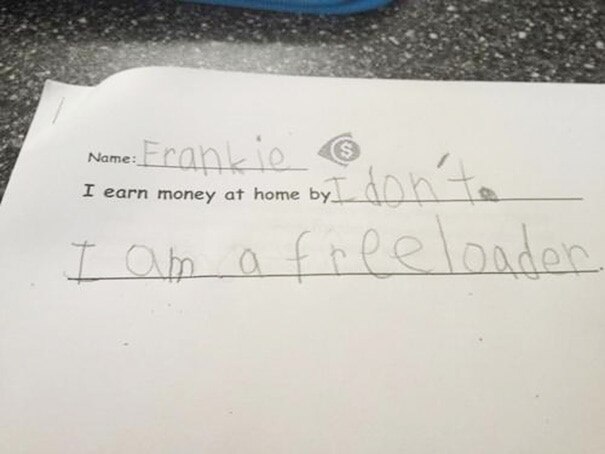 Name: Frankie $
I earn money at home by I don't.
I am a freeloader.